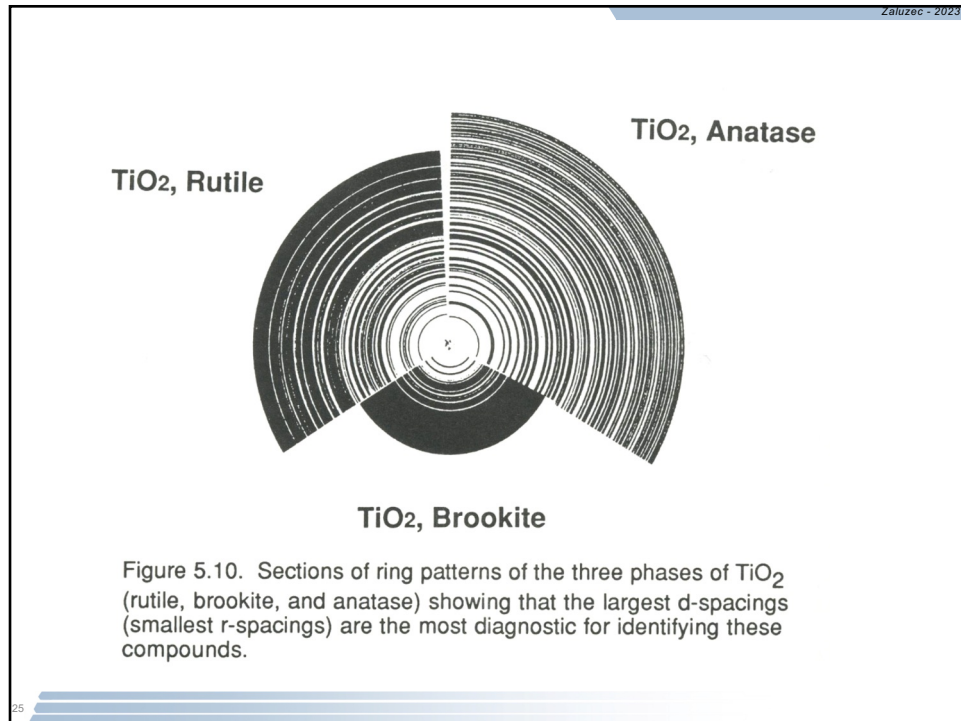 Zaluzec - 2023
TiO2, Anatase
TiO2, Rutile
TiO2, Brookite
Figure 5.10. Sections of ring patterns of the three phases of TiO2
(rutile, brookite, and anatase) showing that the largest d-spacings
(smallest r-spacings) are the most diagnostic for identifying these
compounds.
25